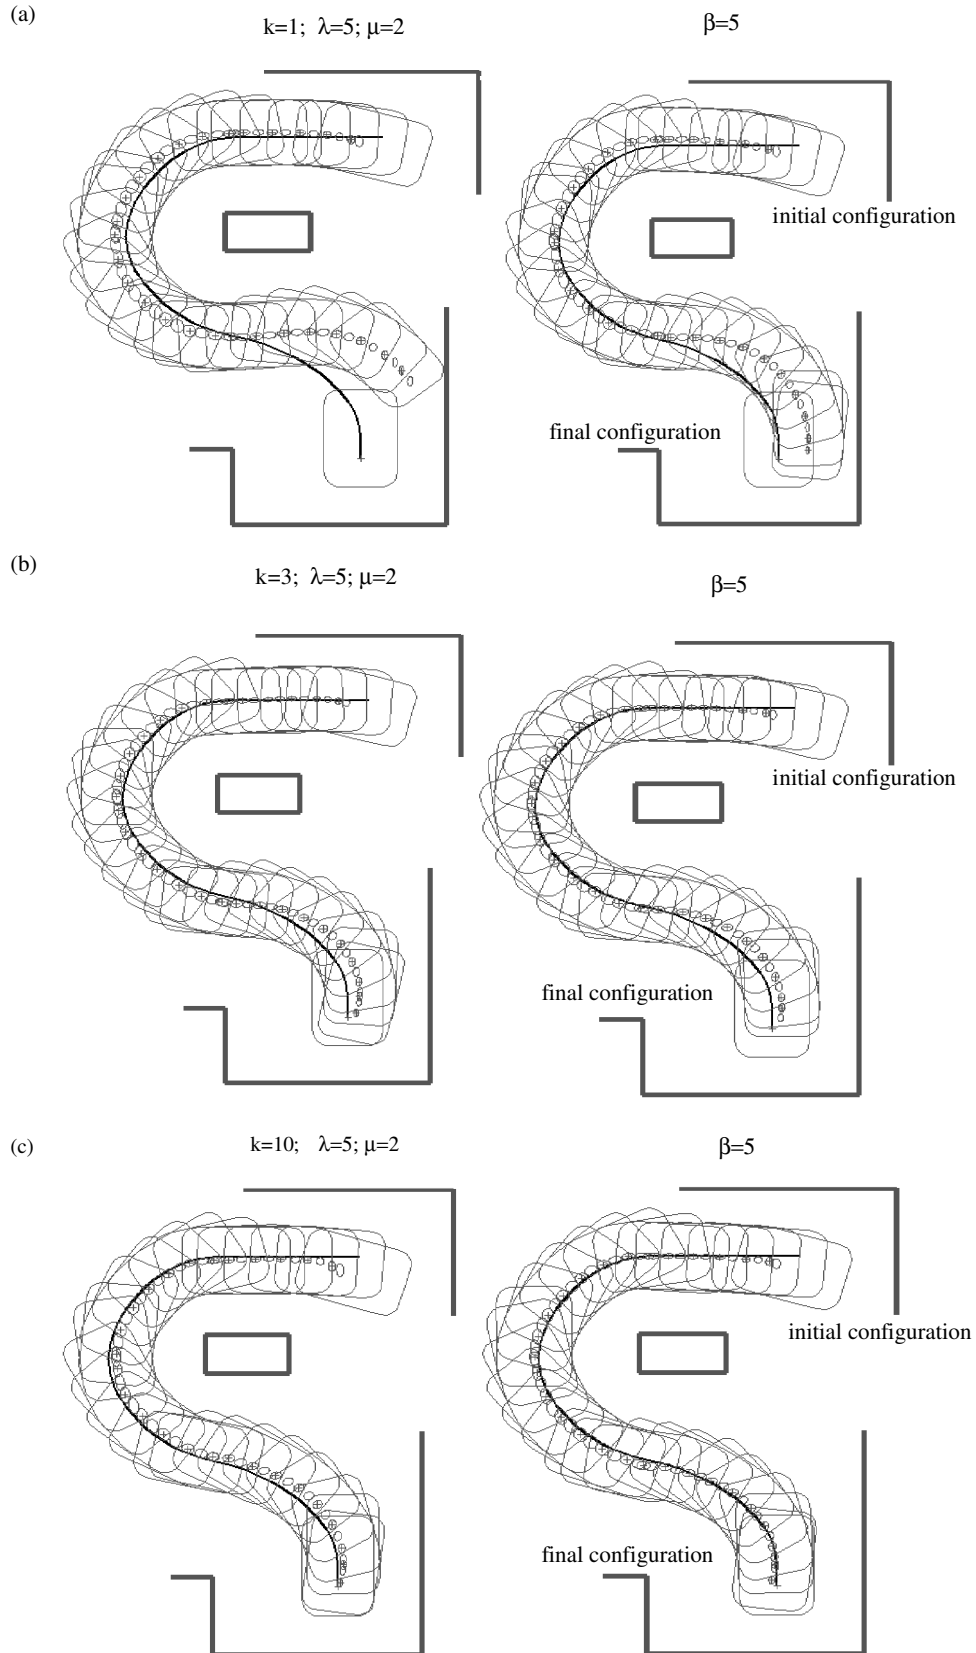 (a)
k=1; λ=5; μ=2
β=5
initial configuration
final configuration
(b)
k=3; λ=5; μ=2
β=5
initial configuration
final configuration
(c)
k=10; λ=5; μ=2
β=5
initial configuration
final configuration